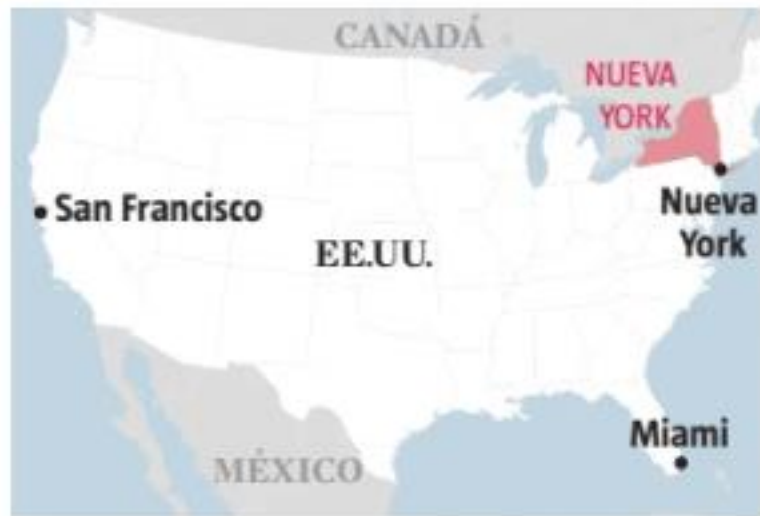 CANADÁ
NUEVA
YORK
San Francisco
Nueva
York
EE.UU.
Miami
MÉXICO